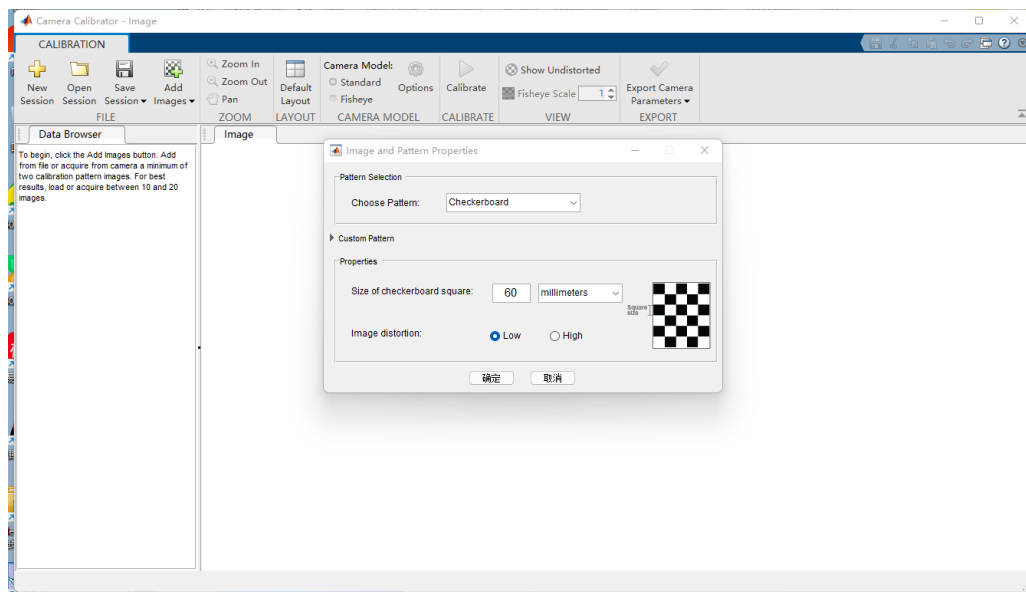 Camera Calibrator - Image
CALIBRATION
New Session
Open Session
Save Session
Add Images
FILE
Zoom In
Zoom Out
Pan
ZOOM
Default Layout
LAYOUT
Camera Model:
Standard
Fisheye
Options
CAMERA MODEL
Calibrate
CALIBRATE
Show Undistorted
Fisheye Scale 1
VIEW
Export Camera Parameters
EXPORT
Data Browser
To begin, click the Add Images button. Add
from file or acquire from camera a minimum of
two calibration pattern images. For best
results, load or acquire between 10 and 20
images.
Image
Image and Pattern Properties
Pattern Selection
Choose Pattern: Checkerboard
Custom Pattern
Properties
Size of checkerboard square: 60 millimeters
Square
size
Image distortion: Low High
确定 取消